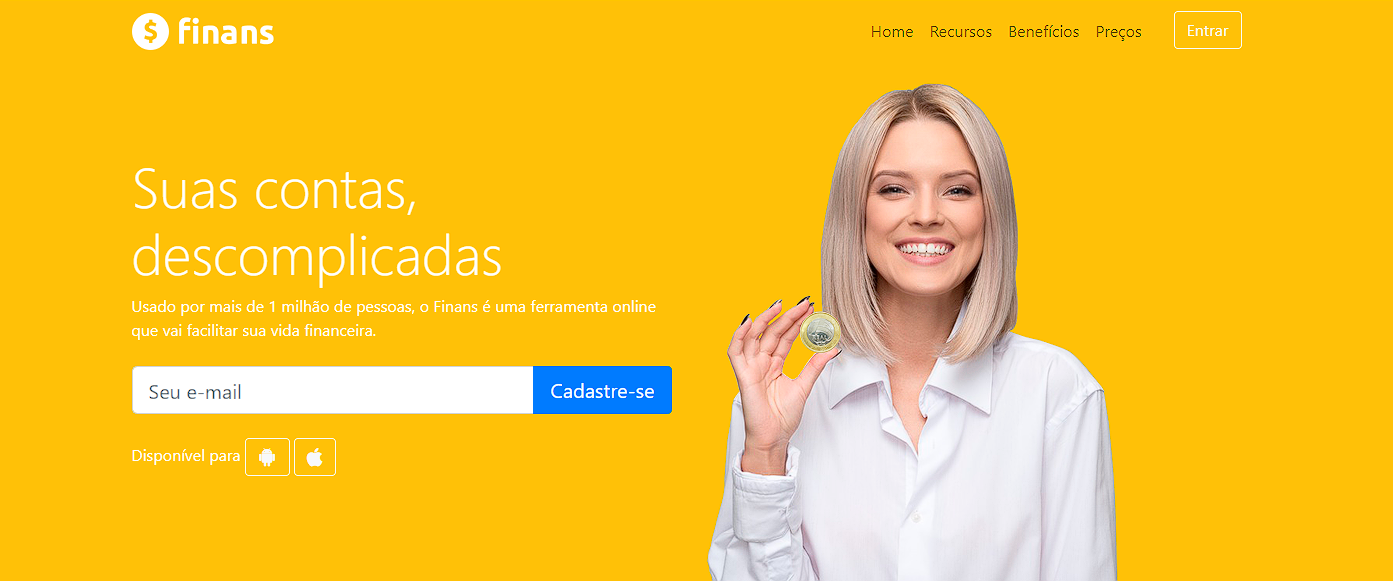 $ finans
Home Recursos Benefícios Preços Entrar
Suas contas,
descomplicadas
Usado por mais de 1 milhão de pessoas, o Finans é uma ferramenta online
que vai facilitar sua vida financeira.
Seu e-mail Cadastre-se
Disponível para